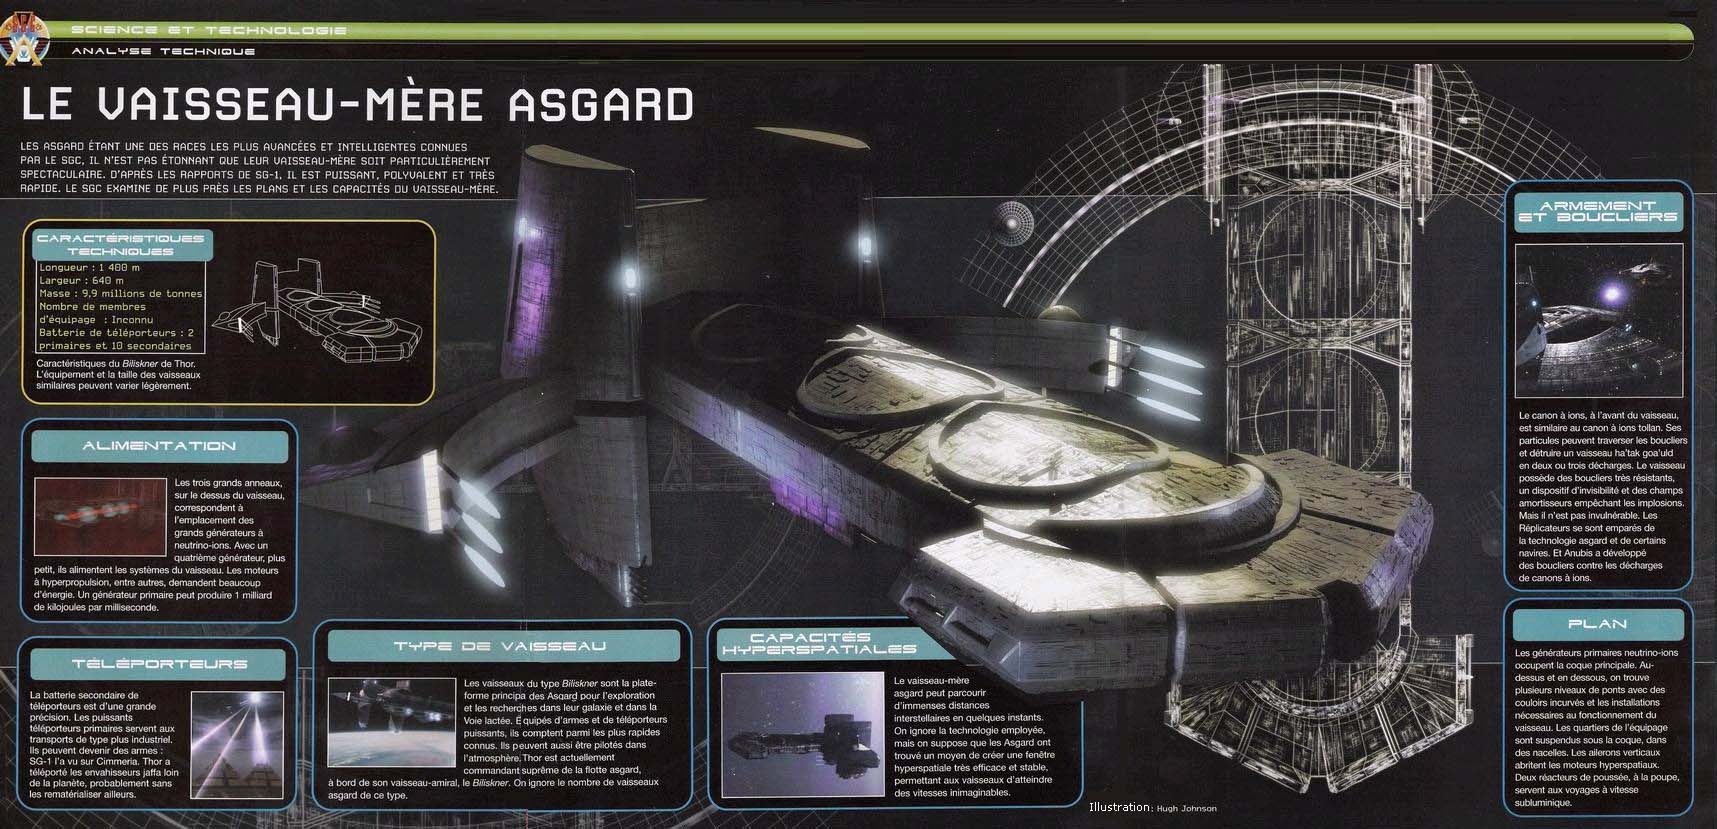 SCIENCE ET TECHNOLOGIE
ANALYSE TECHNIQUE
LE VAISSEAU-MÈRE ASGARD
LES ASGARD ÉTANT UNE DES RACES LES PLUS AVANCÉES ET INTELLIGENTES CONNUES
PAR LE SGC, IL N'EST PAS ÉTONNANT QUE LEUR VAISSEAU-MÈRE SOIT PARTICULIÈREMENT
SPECTACULAIRE. D'APRÈS LES RAPPORTS DE SG-1, IL EST PUISSANT, POLYVALENT ET TRÈS
RAPIDE. LE SGC EXAMINE DE PLUS PRÈS LES PLANS ET LES CAPACITÉS DU VAISSEAU-MÈRE.
CARACTÉRISTIQUES
TECHNIQUES
Longueur : 1 400 m
Largeur : 640 m
Masse : 9,9 millions de tonnes
Nombre de membres
d'équipage : Inconnu
Batterie de téléporteurs : 2
primaires et 10 secondaires
Caractéristiques du Biliskner de Thor.
L'équipement et la taille des vaisseaux
similaires peuvent varier légèrement.
ALIMENTATION
Les trois grands anneaux,
sur le dessus du vaisseau,
correspondent à
l'emplacement des
grands générateurs à
neutrino-ions. Avec un
quatrième générateur, plus
petit, ils alimentent les systèmes du vaisseau. Les moteurs
à hyperpropulsion, entre autres, demandent beaucoup
d'énergie. Un générateur primaire peut produire 1 milliard
de kilojoules par milliseconde.
TÉLÉPORTEURS
La batterie secondaire de
téléporteurs est d'une grande
précision. Les puissants
téléporteurs primaires servent aux
transports de type plus industriel.
Ils peuvent devenir des armes :
SG-1 l'a vu sur Cimmeria. Thor a
téléporté les envahisseurs jaffa loin
de la planète, probablement sans
les rematérialiser ailleurs.
TYPE DE VAISSEAU
Les vaisseaux du type Biliskner sont la plate-
forme principa des Asgard pour l'exploration
et les recherches dans leur galaxie et dans la
Voie lactée. Équipés d'armes et de téléporteurs
puissants, ils comptent parmi les plus rapides
connus. Ils peuvent aussi être pilotés dans
l'atmosphère. Thor est actuellement
commandant suprême de la flotte asgard,
à bord de son vaisseau-amiral, le Biliskner. On ignore le nombre de vaisseaux
asgard de ce type.
CAPACITÉS
HYPERSPATIALES
Le vaisseau-mère
asgard peut parcourir
d'immenses distances
interstellaires en quelques instants.
On ignore la technologie employée,
mais on suppose que les Asgard ont
trouvé un moyen de créer une fenêtre
hyperspatiale très efficace et stable,
permettant aux vaisseaux d'atteindre
des vitesses inimaginables.
Illustration: Hugh Johnson
ARMEMENT
ET BOUCLIERS
Le canon à ions, à l'avant du vaisseau,
est similaire au canon à ions tollan. Ses
particules peuvent traverser les boucliers
et détruire un vaisseau ha'tak goa'uld
en deux ou trois décharges. Le vaisseau
possède des boucliers très résistants,
un dispositif d'invisibilité et des champs
amortisseurs empêchant les implosions.
Mais il n'est pas invulnérable. Les
Réplicateurs se sont emparés de
la technologie asgard et de certains
navires. Et Anubis a développé
des boucliers contre les décharges
de canons à ions.
PLAN
Les générateurs primaires neutrino-ions
occupent la coque principale. Au-
dessus et en dessous, on trouve
plusieurs niveaux de ponts avec des
couloirs incurvés et les installations
nécessaires au fonctionnement du
vaisseau. Les quartiers de l'équipage
sont suspendus sous la coque, dans
des nacelles. Les ailerons verticaux
abritent les moteurs hyperspatiaux.
Deux réacteurs de poussée, à la poupe,
servent aux voyages à vitesse
subluminique.